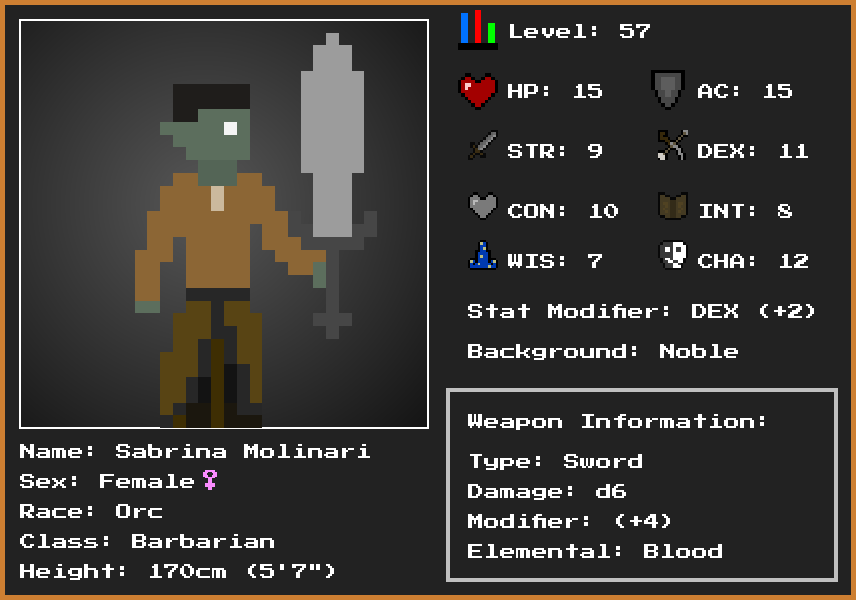 Level: 57
HP: 15
AC: 15
STR: 9
DEX: 11
CON: 10
INT: 8
WIS: 7
CHA: 12
Stat Modifier: DEX (+2)
Background: Noble
Weapon Information:
Type: Sword
Damage: d6
Modifier: (+4)
Elemental: Blood
Name: Sabrina Molinari
Sex: Female♀
Race: Orc
Class: Barbarian
Height: 170cm (5'7")